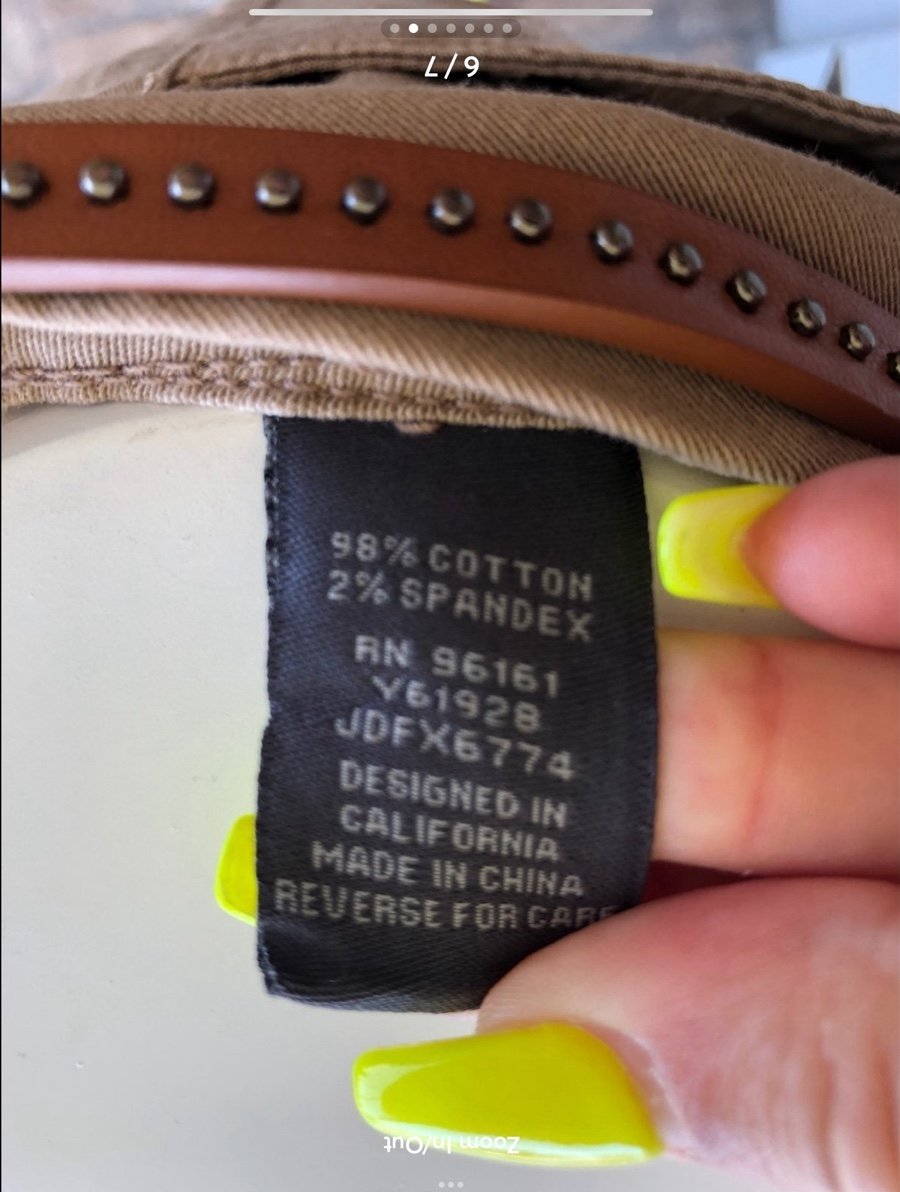 6/7
98% COTTON
2% SPANDEX
RN 96161
Y61928
JDFX6774
DESIGNED IN
CALIFORNIA
MADE IN CHINA
REVERSE FOR CARE
Zoom In/Out